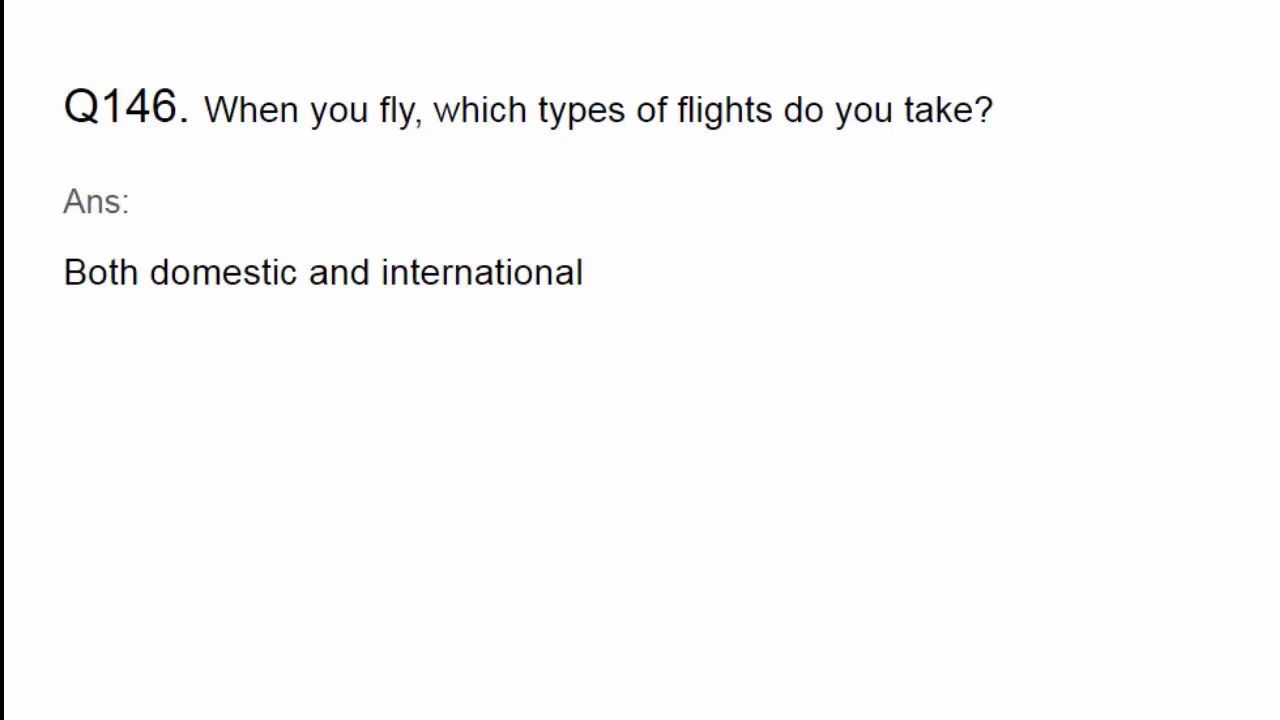 Q146. When you fly, which types of flights do you take?
Ans:
Both domestic and international